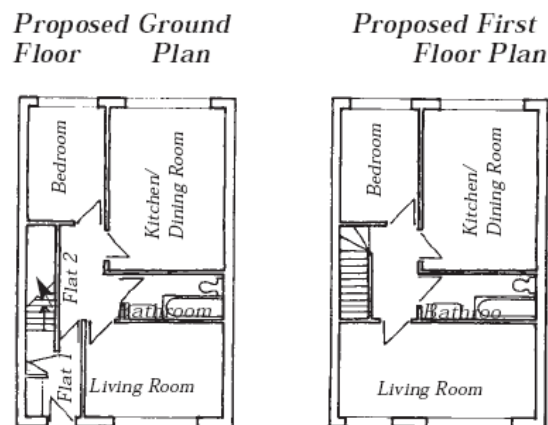 Proposed Ground
Floor Plan
Bedroom
Kitchen/
Dining Room
Flat 2
Bathroom
Flat 1
Living Room
Proposed First
Floor Plan
Bedroom
Kitchen/
Dining Room
Bathroo
Living Room